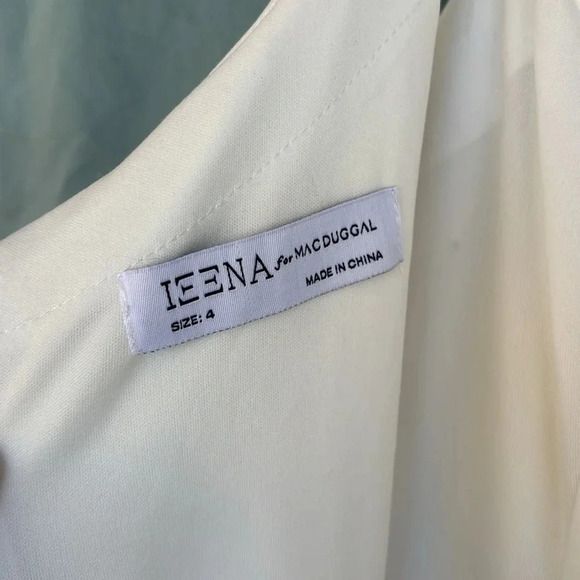 IEENA for MAC DUGGAL
SIZE: 4 MADE IN CHINA